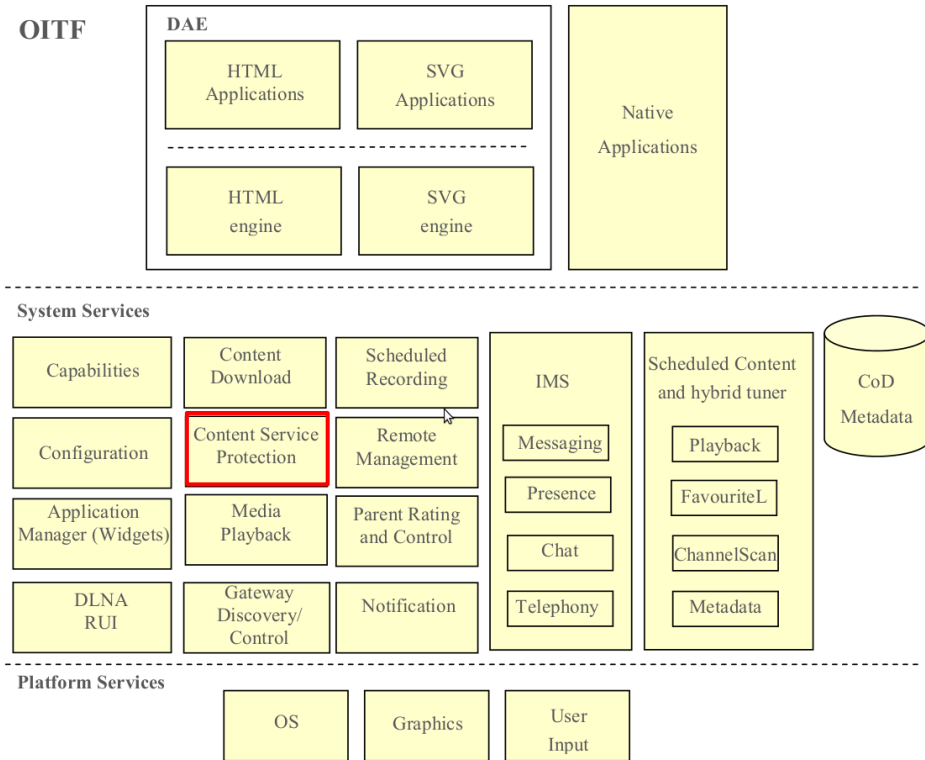 OITF
DAE
HTML
Applications
SVG
Applications
HTML
engine
SVG
engine
Native
Applications
System Services
Capabilities
Content
Download
Scheduled
Recording
Configuration
Content Service
Protection
Remote
Management
Application
Manager (Widgets)
Media
Playback
Parent Rating
and Control
DLNA
RUI
Gateway
Discovery/
Control
Notification
IMS
Messaging
Presence
Chat
Telephony
Scheduled Content
and hybrid tuner
Playback
FavouriteL
ChannelScan
Metadata
CoD
Metadata
Platform Services
OS
Graphics
User
Input